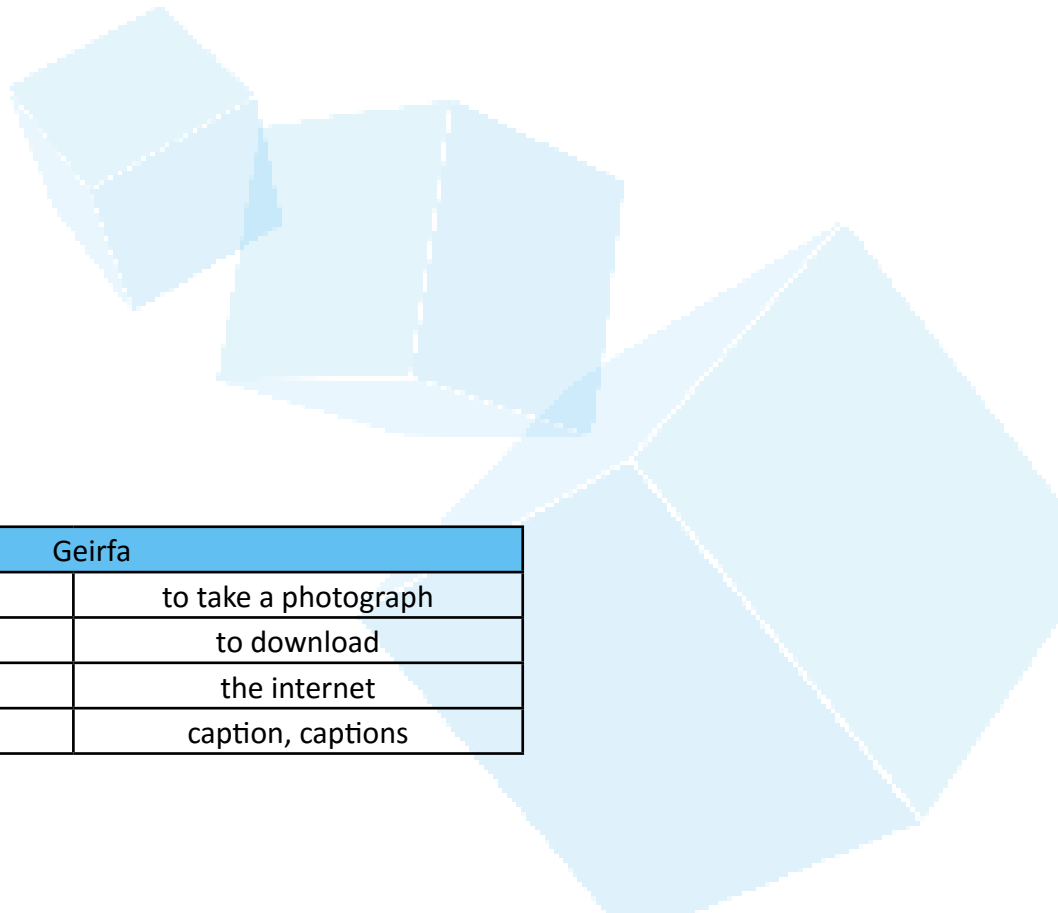 Geirfa
to take a photograph
to download
the internet
caption, captions